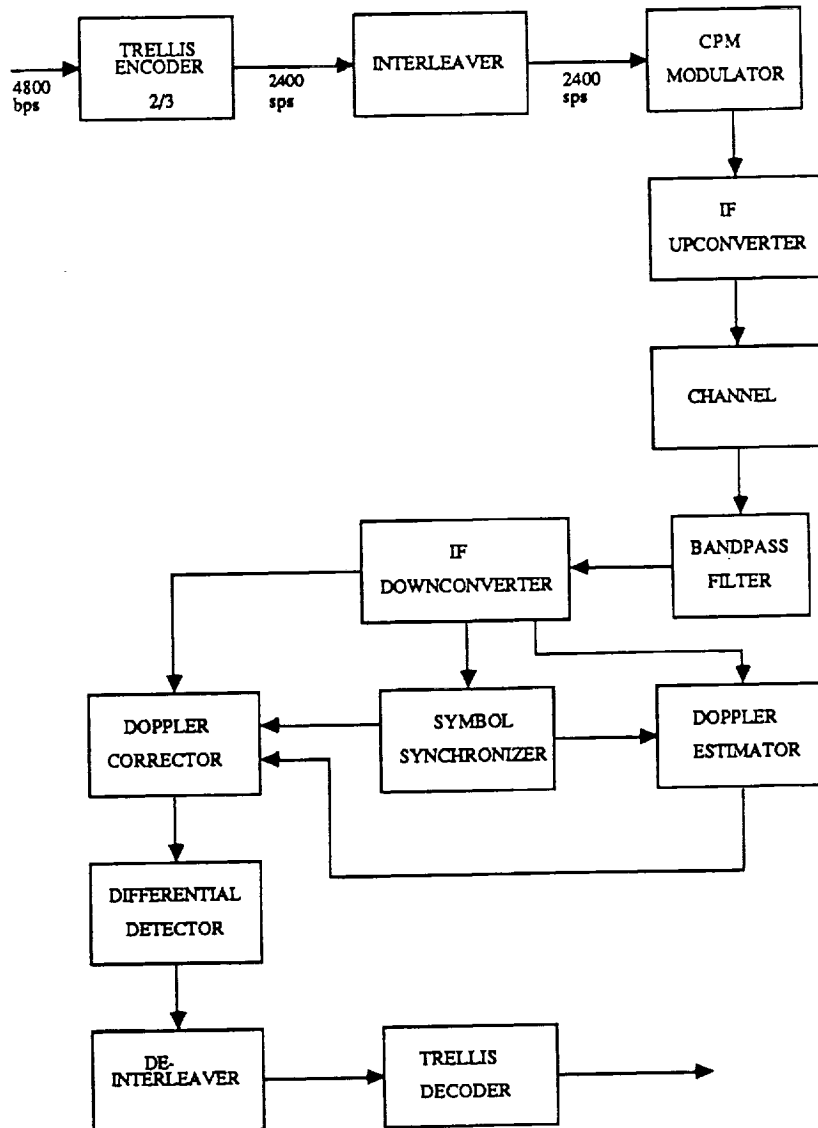 TRELLIS
ENCODER
2/3
4800
bps
2400
sps
INTERLEAVER
2400
sps
CPM
MODULATOR
IF
UPCONVERTER
CHANNEL
BANDPASS
FILTER
IF
DOWNCONVERTER
DOPPLER
CORRECTOR
SYMBOL
SYNCHRONIZER
DOPPLER
ESTIMATOR
DIFFERENTIAL
DETECTOR
DE-
INTERLEAVER
TRELLIS
DECODER